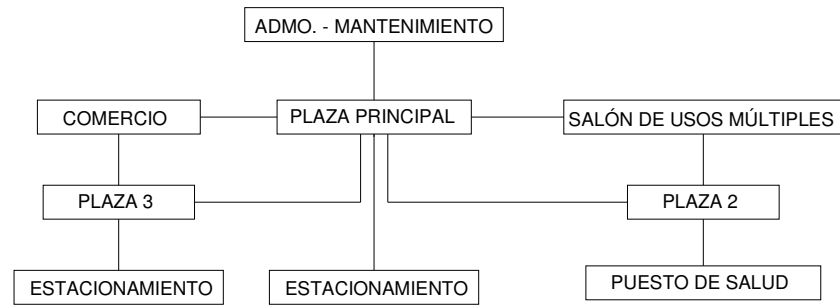 ADMO. - MANTENIMIENTO
COMERCIO
PLAZA PRINCIPAL
SALÓN DE USOS MÚLTIPLES
PLAZA 3
PLAZA 2
ESTACIONAMIENTO
ESTACIONAMIENTO
PUESTO DE SALUD